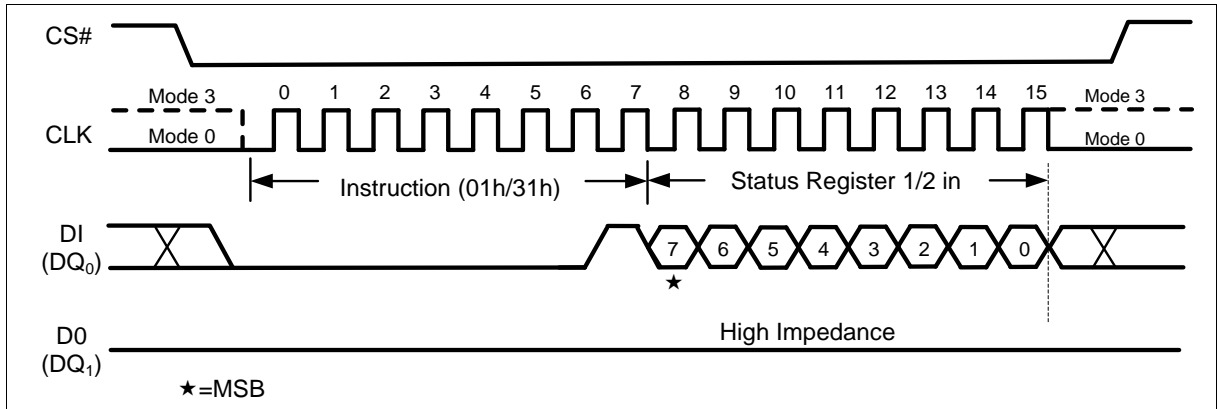 CS#
Mode 3 0 1 2 3 4 5 6 7 8 9 10 11 12 13 14 15 Mode 3
CLK Mode 0 Mode 0
Instruction (01h/31h) Status Register 1/2 in
DI
(DQ₀) 7 6 5 4 3 2 1 0
★
D0 High Impedance
(DQ₁)
★=MSB